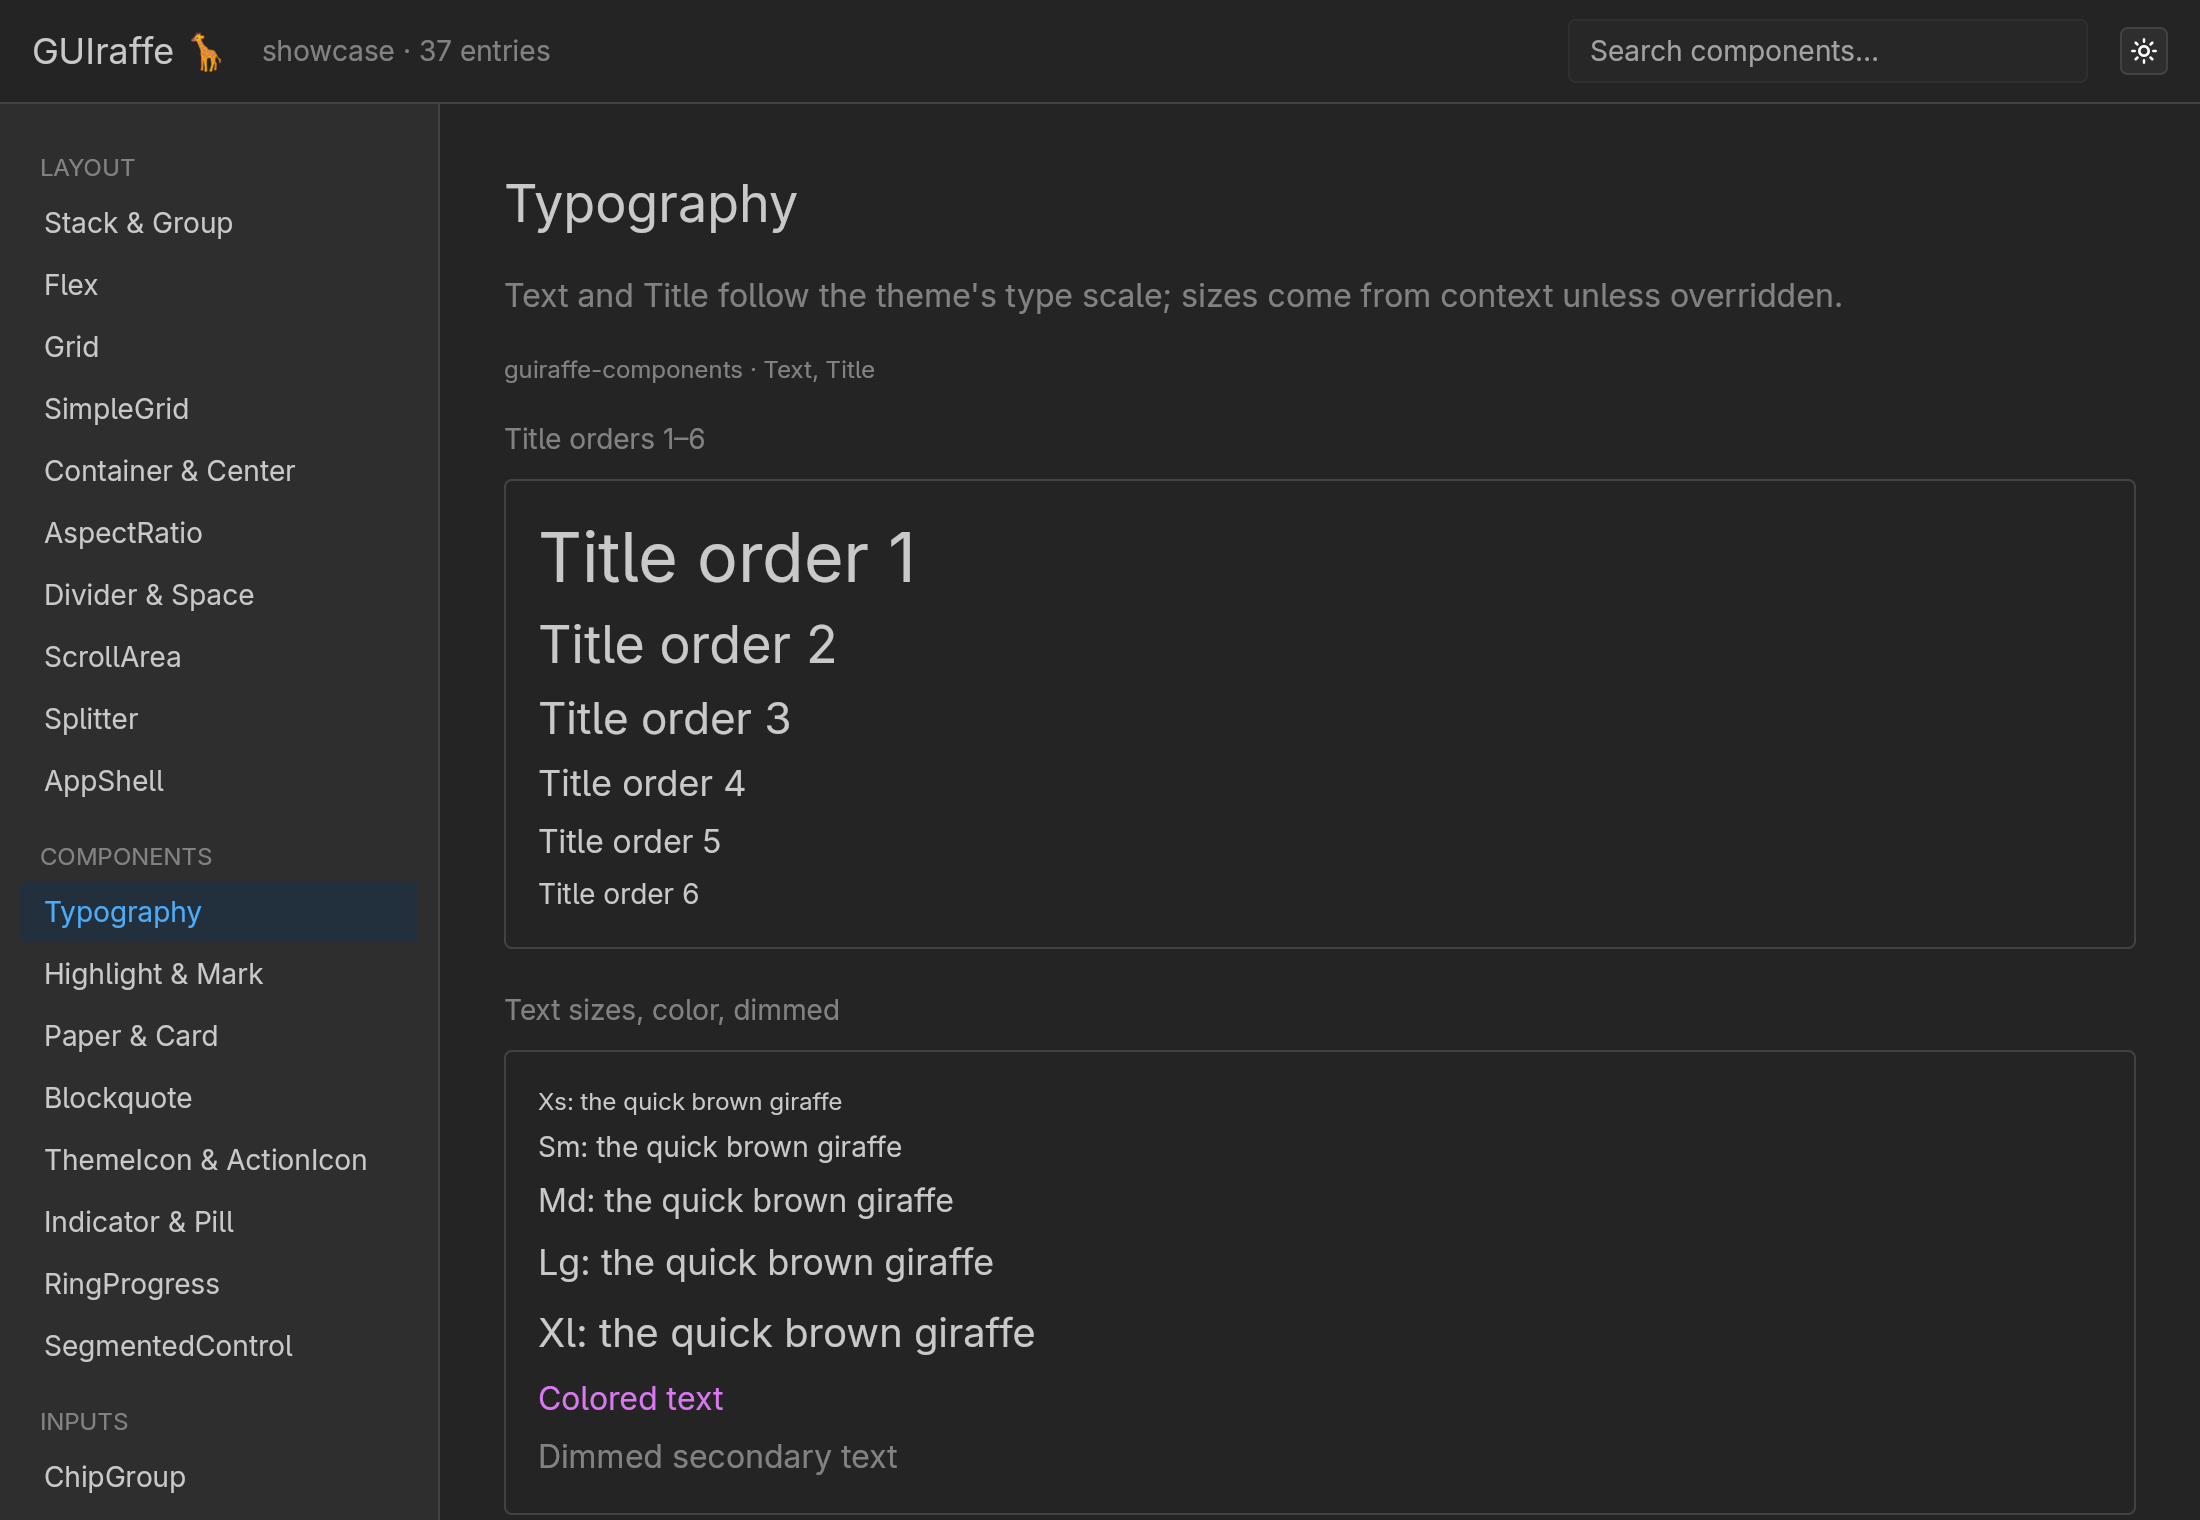 GUIraffe 🦒 showcase · 37 entries
Search components...
LAYOUT
Stack & Group
Flex
Grid
SimpleGrid
Container & Center
AspectRatio
Divider & Space
ScrollArea
Splitter
AppShell
COMPONENTS
Typography
Highlight & Mark
Paper & Card
Blockquote
ThemeIcon & ActionIcon
Indicator & Pill
RingProgress
SegmentedControl
INPUTS
ChipGroup
Typography
Text and Title follow the theme's type scale; sizes come from context unless overridden.
guiraffe-components · Text, Title
Title orders 1–6
Title order 1
Title order 2
Title order 3
Title order 4
Title order 5
Title order 6
Text sizes, color, dimmed
Xs: the quick brown giraffe
Sm: the quick brown giraffe
Md: the quick brown giraffe
Lg: the quick brown giraffe
Xl: the quick brown giraffe
Colored text
Dimmed secondary text